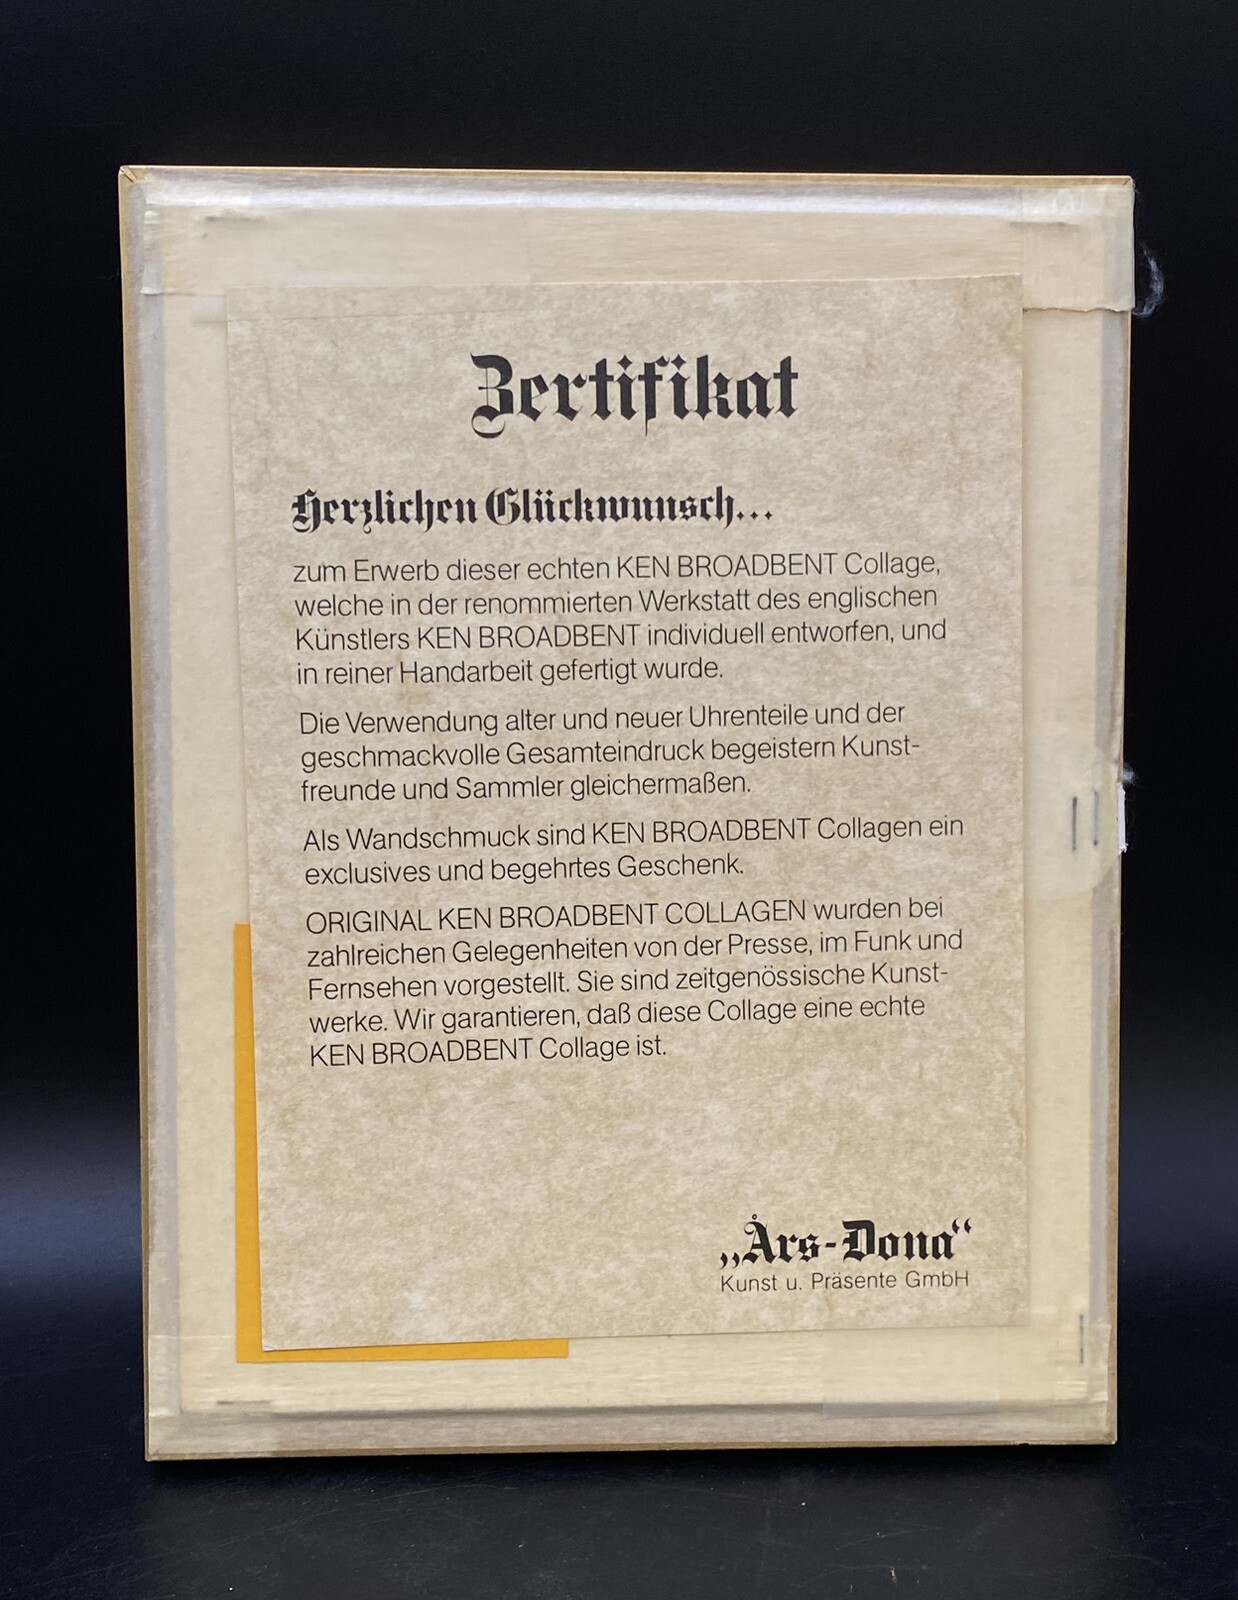 Zertifikat
Herzlichen Glückwunsch...
zum Erwerb dieser echten KEN BROADBENT Collage,
welche in der renommierten Werkstatt des englischen
Künstlers KEN BROADBENT individuell entworfen, und
in reiner Handarbeit gefertigt wurde.
Die Verwendung alter und neuer Uhrenteile und der
geschmackvolle Gesamteindruck begeistern Kunst-
freunde und Sammler gleichermaßen.
Als Wandschmuck sind KEN BROADBENT Collagen ein
exclusives und begehrtes Geschenk.
ORIGINAL KEN BROADBENT COLLAGEN wurden bei
zahlreichen Gelegenheiten von der Presse, im Funk und
Fernsehen vorgestellt. Sie sind zeitgenössische Kunst-
werke. Wir garantieren, daß diese Collage eine echte
KEN BROADBENT Collage ist.
„Års-Dona“
Kunst u. Präsente GmbH